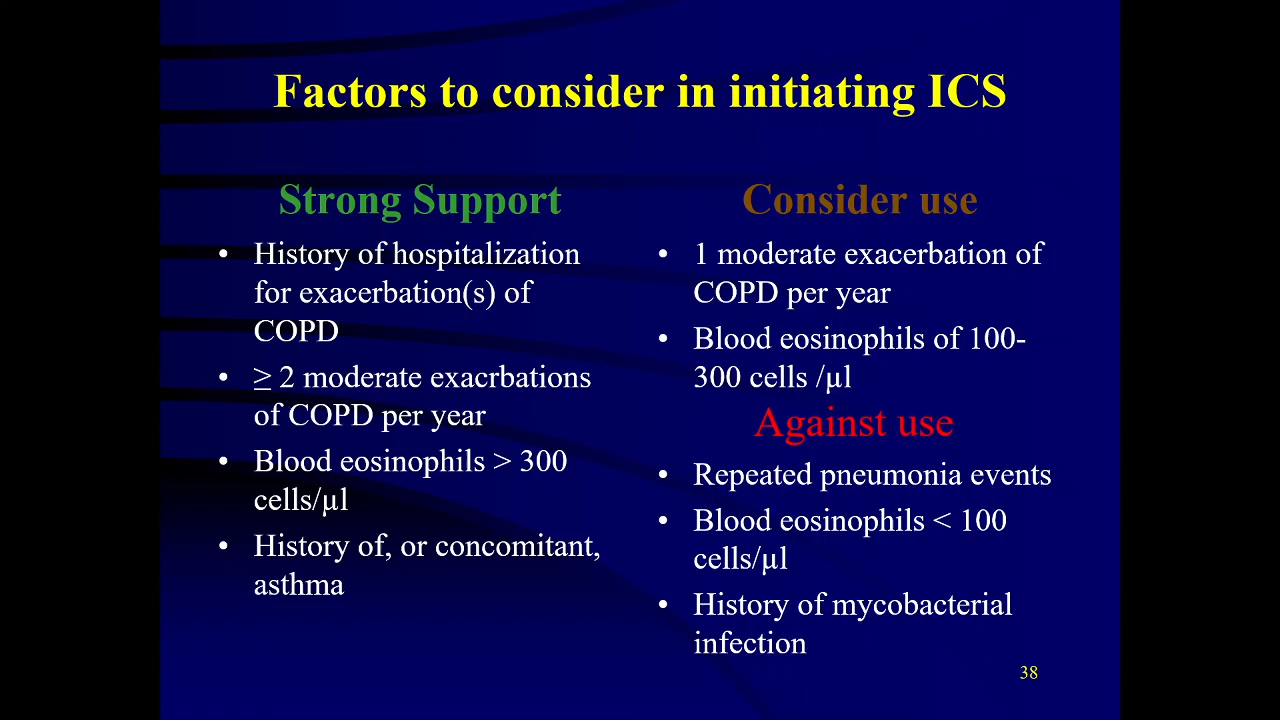 Factors to consider in initiating ICS
Strong Support
• History of hospitalization
for exacerbation(s) of
COPD
• ≥ 2 moderate exacrbations
of COPD per year
• Blood eosinophils > 300
cells/µl
• History of, or concomitant,
asthma
Consider use
• 1 moderate exacerbation of
COPD per year
• Blood eosinophils of 100-
300 cells /µl
Against use
• Repeated pneumonia events
• Blood eosinophils < 100
cells/µl
• History of mycobacterial
infection
38